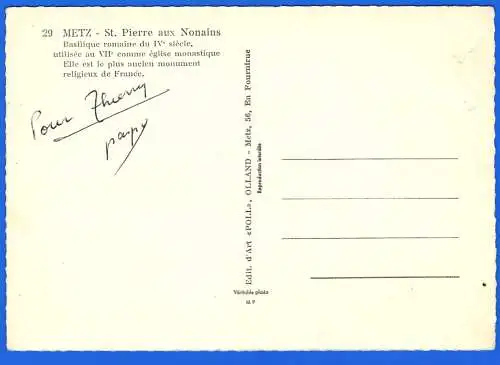 29 METZ - St. Pierre aux Nonains
Basilique romaine du IVe siècle,
utilisée au VIIe comme église monastique
Elle est le plus ancien monument
religieux de France.
Pour Thierry
papy
Edit. d'Art «POLL», OLLAND - Metz, 56, En Fournirue
Reproduction interdite
Véritable photo